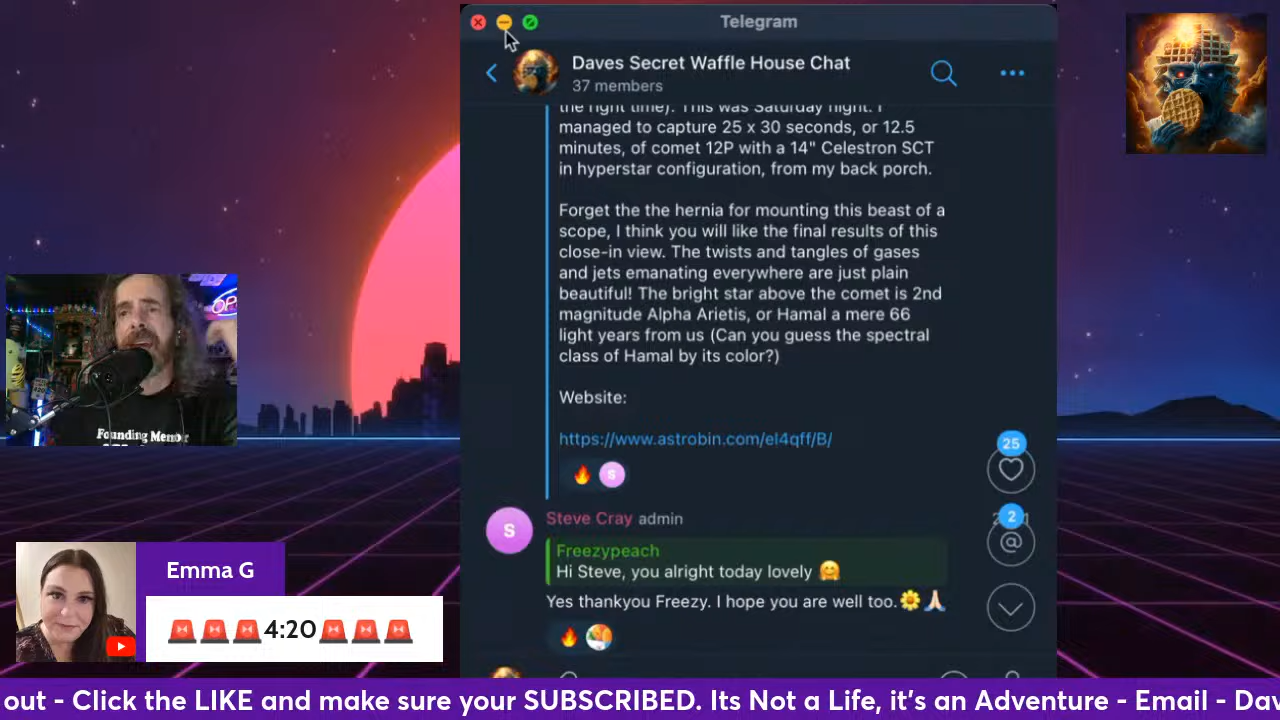 Telegram
Daves Secret Waffle House Chat
37 members
the right time). This was Saturday night. I
managed to capture 25 x 30 seconds, or 12.5
minutes, of comet 12P with a 14" Celestron SCT
in hyperstar configuration, from my back porch.
Forget the the hernia for mounting this beast of a
scope, I think you will like the final results of this
close-in view. The twists and tangles of gases
and jets emanating everywhere are just plain
beautiful! The bright star above the comet is 2nd
magnitude Alpha Arietis, or Hamal a mere 66
light years from us (Can you guess the spectral
class of Hamal by its color?)
Website:
https://www.astrobin.com/el4qff/B/
25
S
S
Steve Cray admin
2
@
Freezypeach
Hi Steve, you alright today lovely 🤗
Yes thankyou Freezy. I hope you are well too.🌼🙏🏻
Founding Member
Emma G
🚨🚨🚨4:20🚨🚨🚨
out - Click the LIKE and make sure your SUBSCRIBED. Its Not a Life, it's an Adventure - Email - Dav